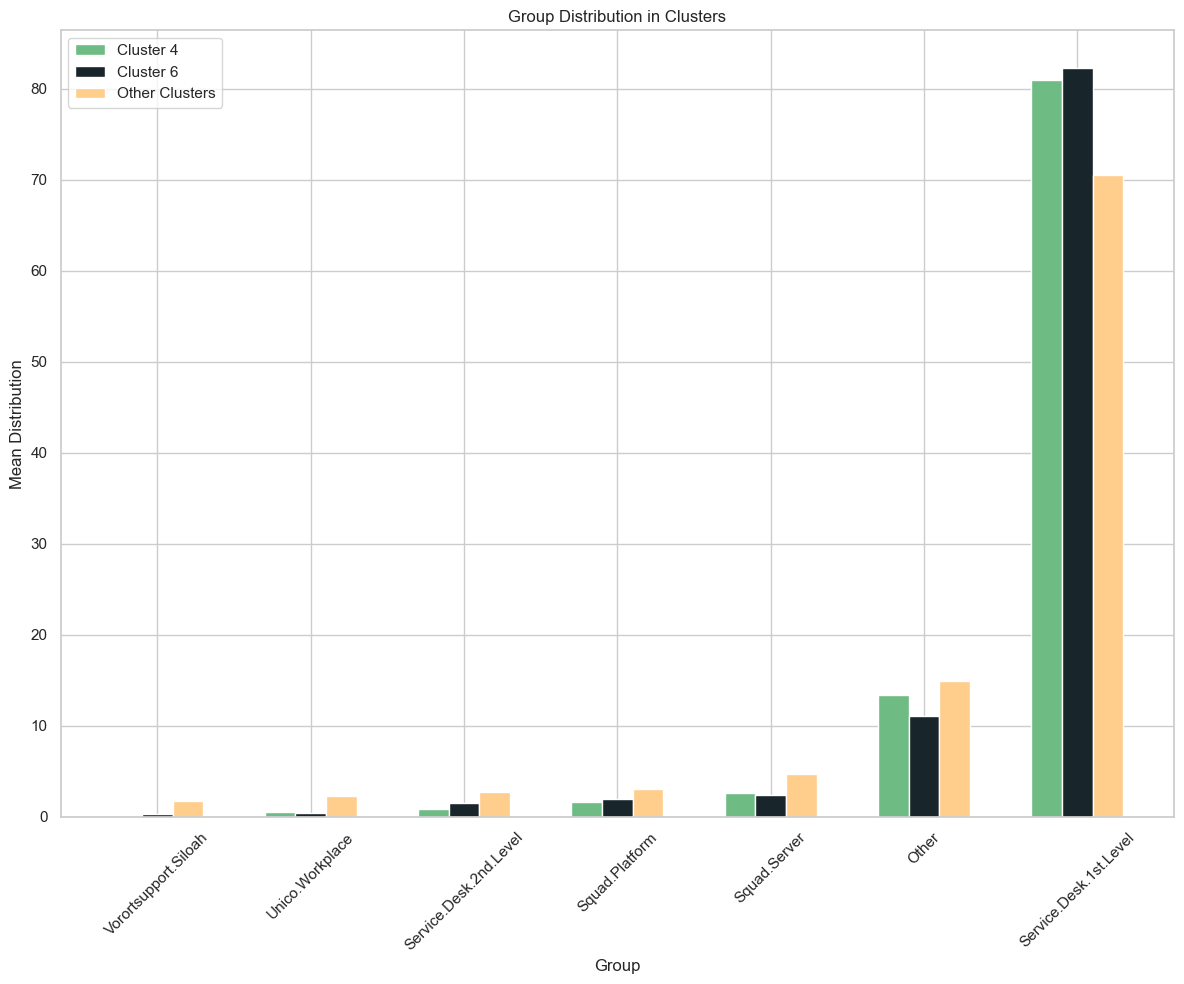 Group Distribution in Clusters
Cluster 4
Cluster 6
Other Clusters
Mean Distribution
80
70
60
50
40
30
20
10
0
Vorortsupport.Siloah
Unico.Workplace
Service.Desk.2nd.Level
Squad.Platform
Squad.Server
Other
Service.Desk.1st.Level
Group